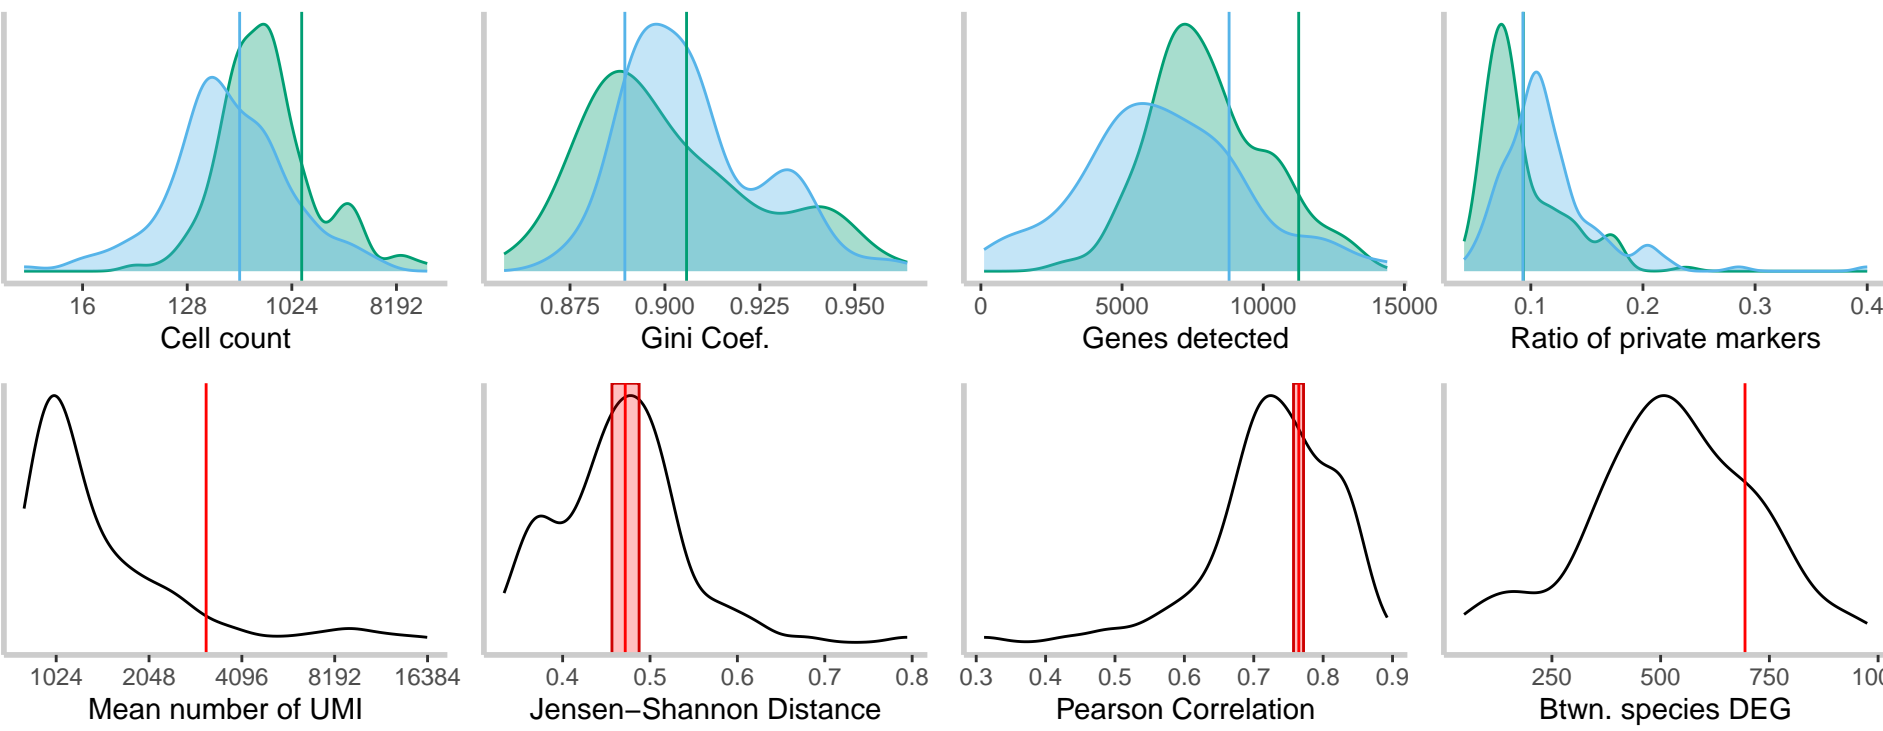 16 128 1024 8192
Cell count
0.875 0.900 0.925 0.950
Gini Coef.
0 5000 10000 15000
Genes detected
0.1 0.2 0.3 0.4
Ratio of private markers
1024 2048 4096 8192 16384
Mean number of UMI
0.4 0.5 0.6 0.7 0.8
Jensen−Shannon Distance
0.3 0.4 0.5 0.6 0.7 0.8 0.9
Pearson Correlation
250 500 750
Btwn. species DEG